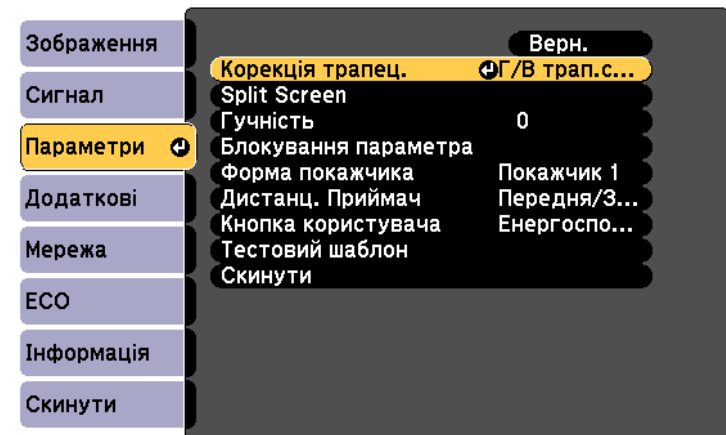 Зображення
Сигнал
Параметри
Додаткові
Мережа
ECO
Інформація
Скинути
Верн.
Корекція трапец. Г/В трап.с...
Split Screen
Гучність 0
Блокування параметра
Форма покажчика Покажчик 1
Дистанц. Приймач Передня/З...
Кнопка користувача Енергоспо...
Тестовий шаблон
Скинути